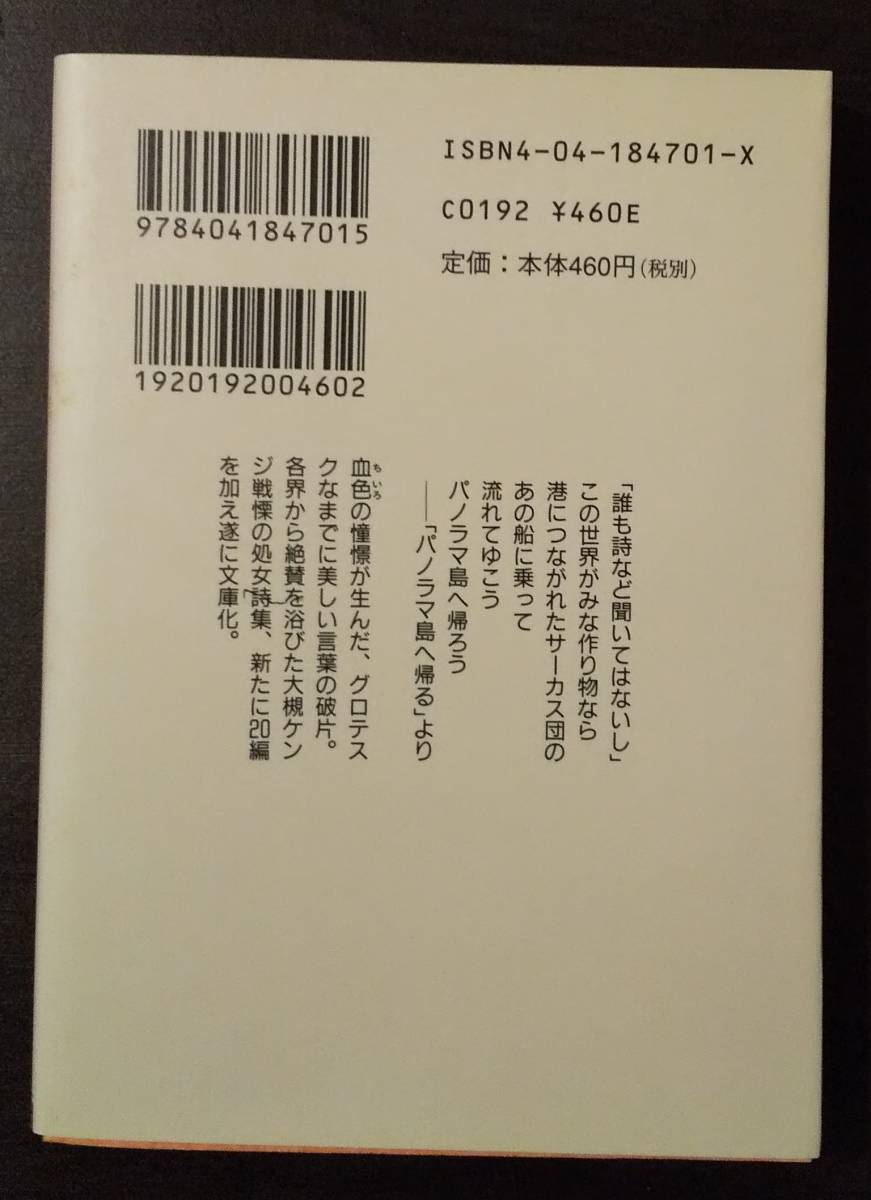 9784041847015
ISBN4-04-184701-X
C0192 ¥460E
定価：本体460円（税別）
1920192004602
「誰も詩など聞いてはないし」
この世界がみな作り物なら
港につながれたサーカス団の
あの船に乗って
流れてゆこう
パノラマ島へ帰ろう
――「パノラマ島へ帰る」より
血色の憧憬が生んだ、グロテス
ちいろ
クなまでに美しい言葉の破片。
各界から絶賛を浴びた大槻ケン
ヂ戦慄の処女詩集、新たに20編
を加え遂に文庫化。